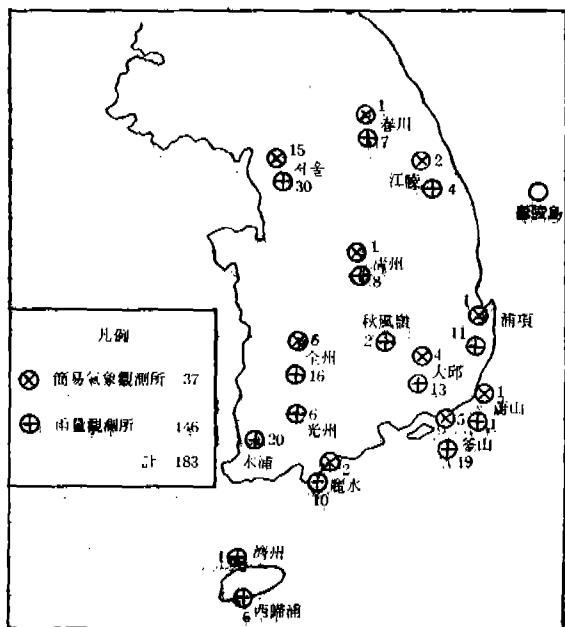 1
春川
7
15
서울
30
2
江陵
4
鬱陵島
1
淸州
8
1
浦項
11
秋風嶺
2
6
全州
16
4
大邱
13
1
蔚山
1
6
光州
5
釜山
19
20
木浦
2
麗水
10
1
濟州
西歸浦
6
凡例
簡易氣象觀測所 37
雨量觀測所 146
計 183